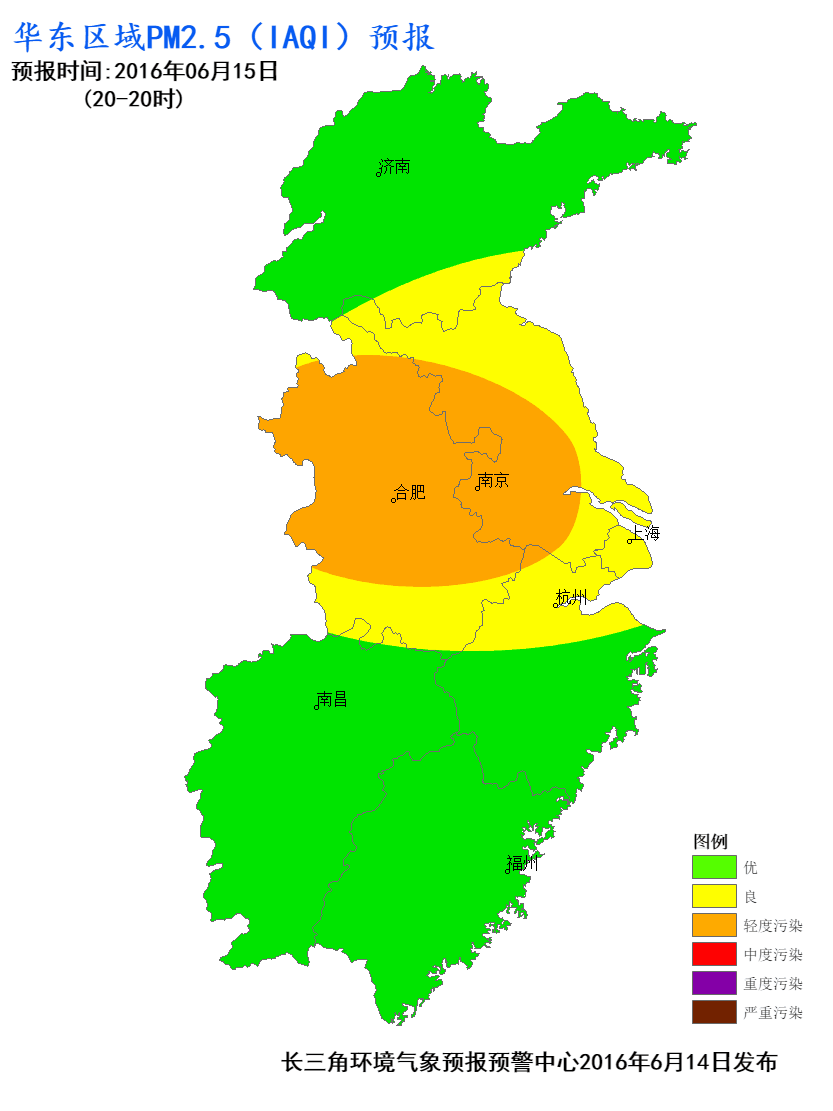 华东区域PM2.5（IAQI）预报
预报时间:2016年06月15日
(20-20时)
济南
合肥
南京
上海
杭州
南昌
福州
图例
优
良
轻度污染
中度污染
重度污染
严重污染
长三角环境气象预报预警中心2016年6月14日发布